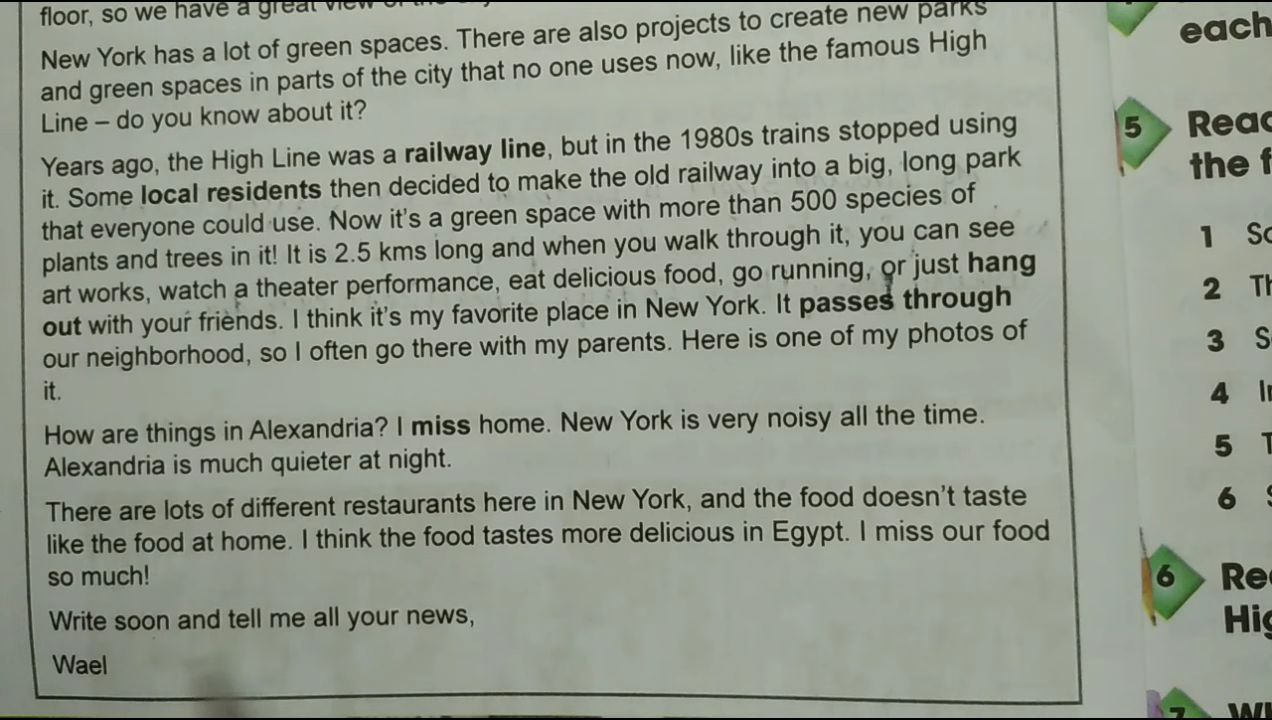 floor, so we have a great view
New York has a lot of green spaces. There are also projects to create new parks
and green spaces in parts of the city that no one uses now, like the famous High
Line – do you know about it?
Years ago, the High Line was a railway line, but in the 1980s trains stopped using
it. Some local residents then decided to make the old railway into a big, long park
that everyone could use. Now it's a green space with more than 500 species of
plants and trees in it! It is 2.5 kms long and when you walk through it, you can see
art works, watch a theater performance, eat delicious food, go running, or just hang
out with your friends. I think it's my favorite place in New York. It passes through
our neighborhood, so I often go there with my parents. Here is one of my photos of
it.
How are things in Alexandria? I miss home. New York is very noisy all the time.
Alexandria is much quieter at night.
There are lots of different restaurants here in New York, and the food doesn't taste
like the food at home. I think the food tastes more delicious in Egypt. I miss our food
so much!
Write soon and tell me all your news,
Wael
each
5
the f
1
2
3
4
5
6
6
7